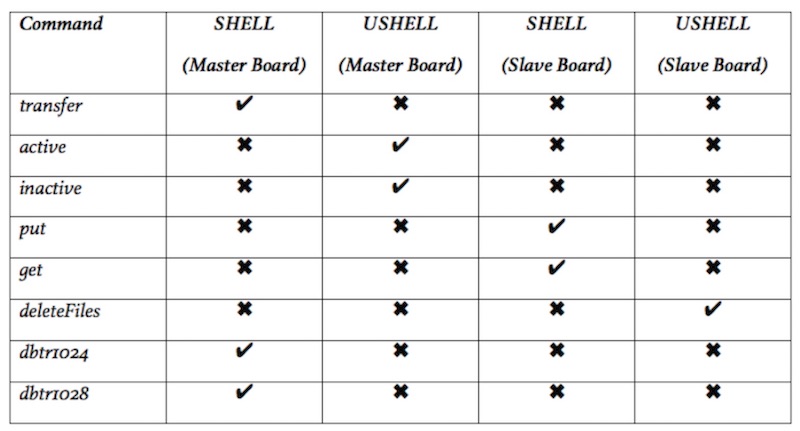 Command SHELL USHELL SHELL USHELL
(Master Board) (Master Board) (Slave Board) (Slave Board)
transfer ✔ ✖ ✖ ✖
active ✖ ✔ ✖ ✖
inactive ✖ ✔ ✖ ✖
put ✖ ✖ ✔ ✖
get ✖ ✖ ✔ ✖
deleteFiles ✖ ✖ ✖ ✔
dbtr1024 ✔ ✖ ✖ ✖
dbtr1028 ✔ ✖ ✖ ✖